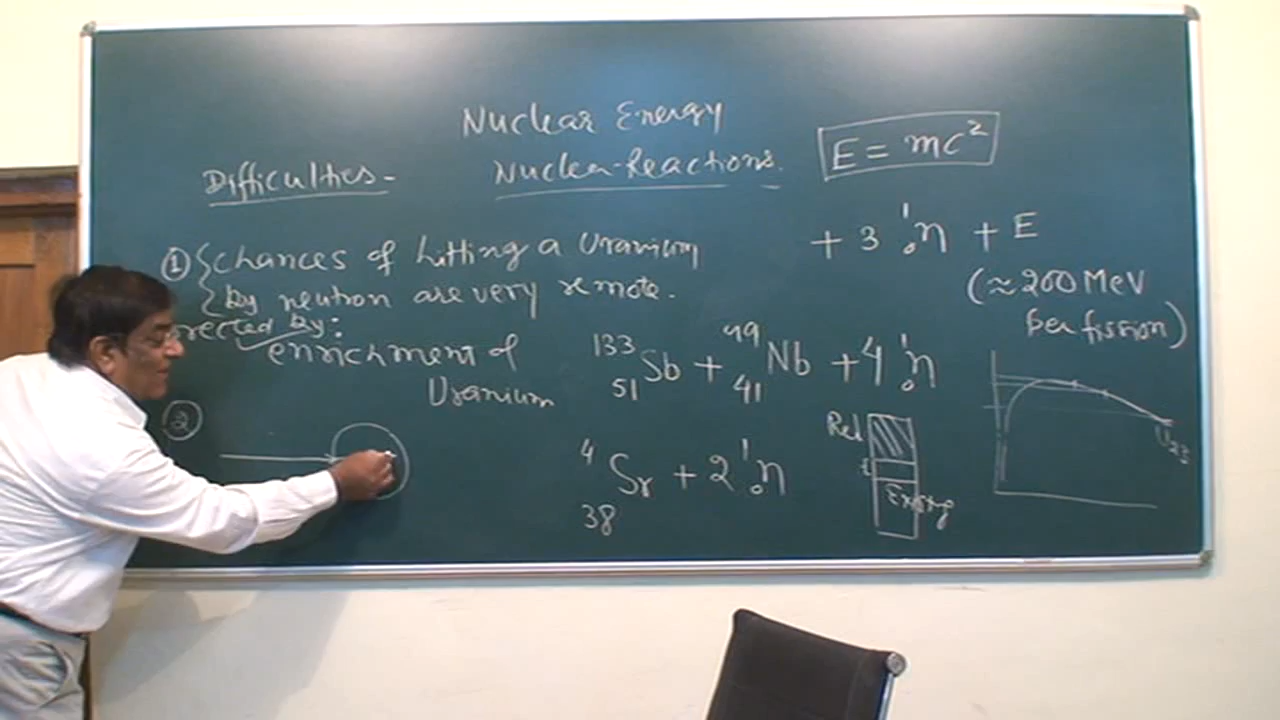 Nuclear Energy
Nuclea-Reactions.
E = mc²
Difficulties -
+ 3 ¹₀n + E
(≈ 200 MeV
per fission)
① { Chances of hitting a Uranium
by neutron are very remote.
rected by:
enrichment of
Uranium
¹³³₅₁Sb + ⁹⁹₄₁Nb + 4 ¹₀n
②
⁴₃₈Sr + 2 ¹₀n
Rel
Energy